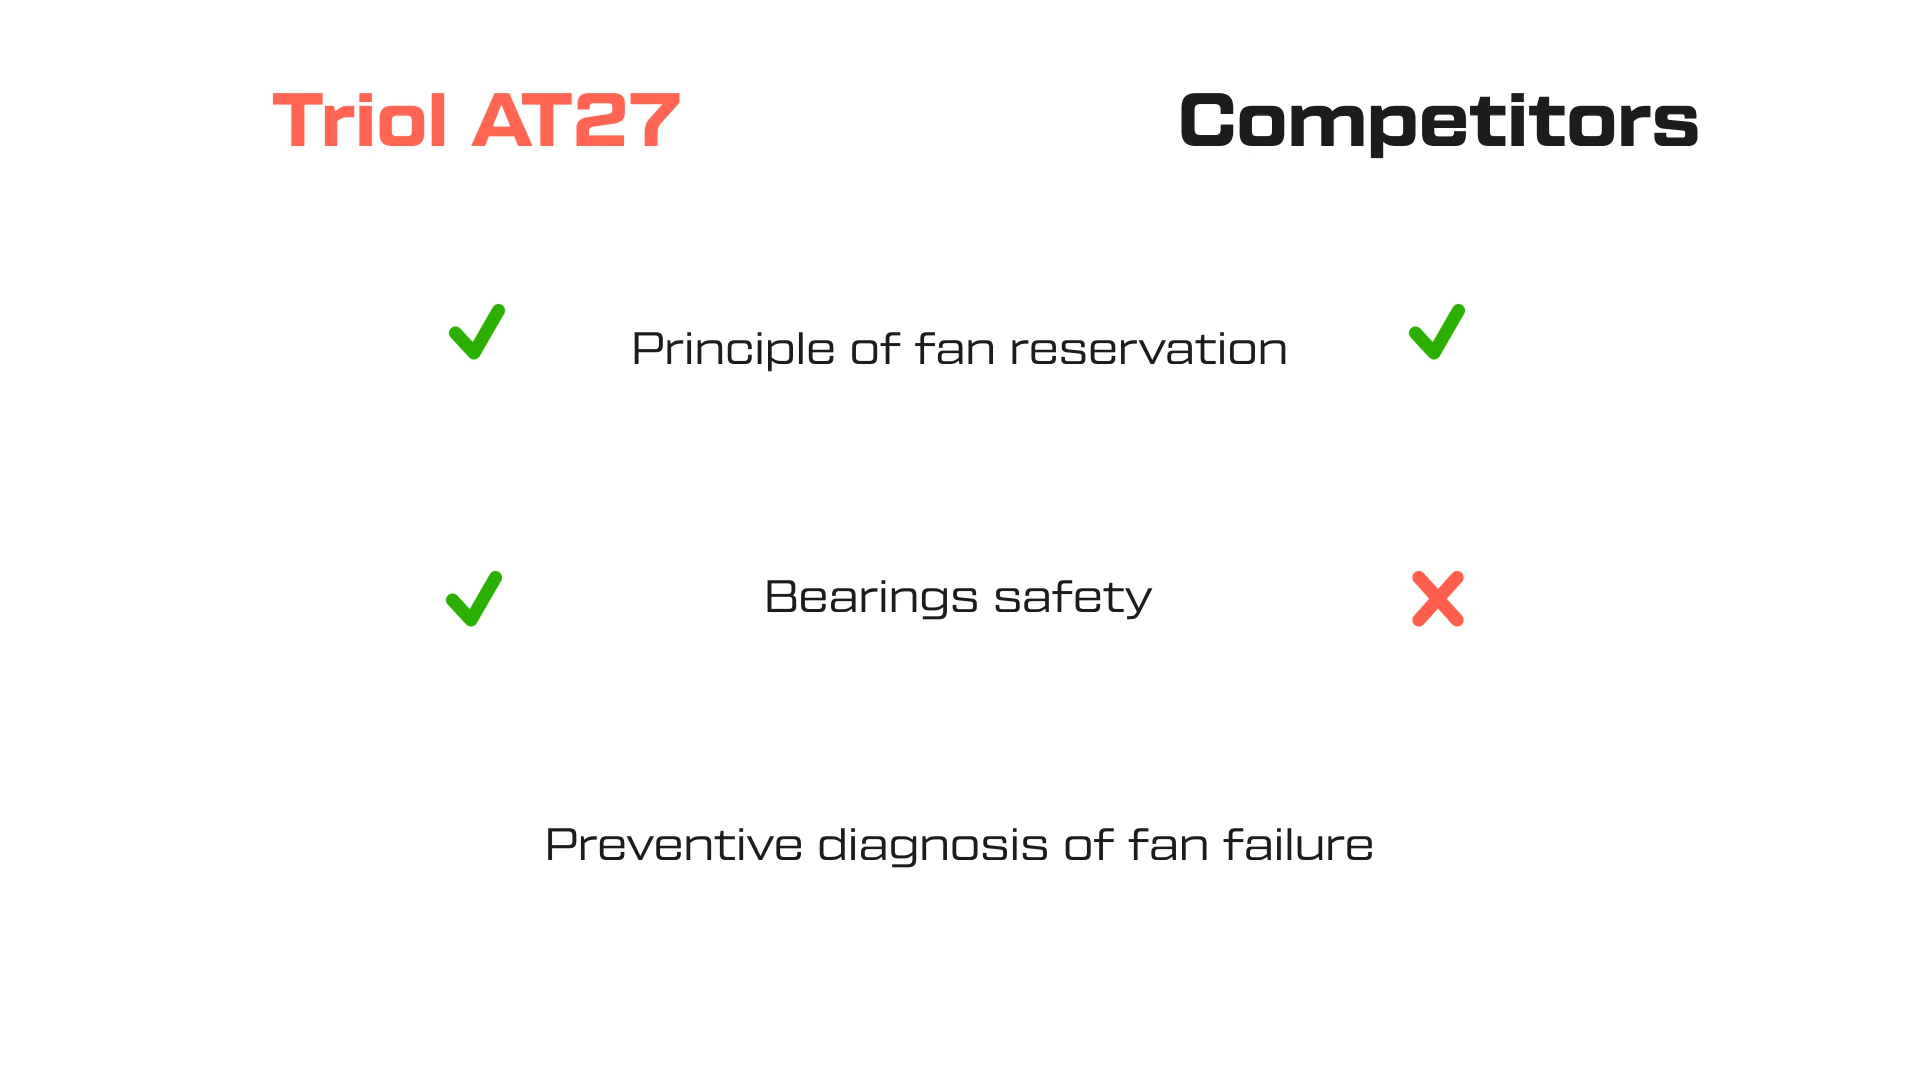 Triol AT27
Competitors
Principle of fan reservation
Bearings safety
Preventive diagnosis of fan failure